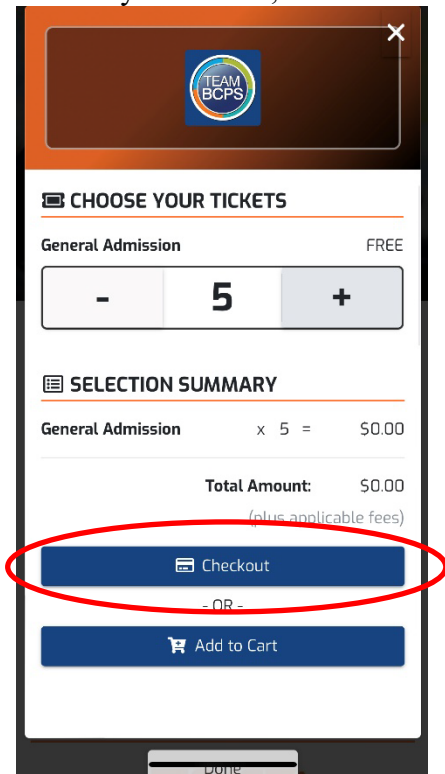 TEAM
BCPS
CHOOSE YOUR TICKETS
General Admission FREE
- 5 +
SELECTION SUMMARY
General Admission x 5 = $0.00
Total Amount: $0.00
(plus applicable fees)
Checkout
- OR -
Add to Cart
Done